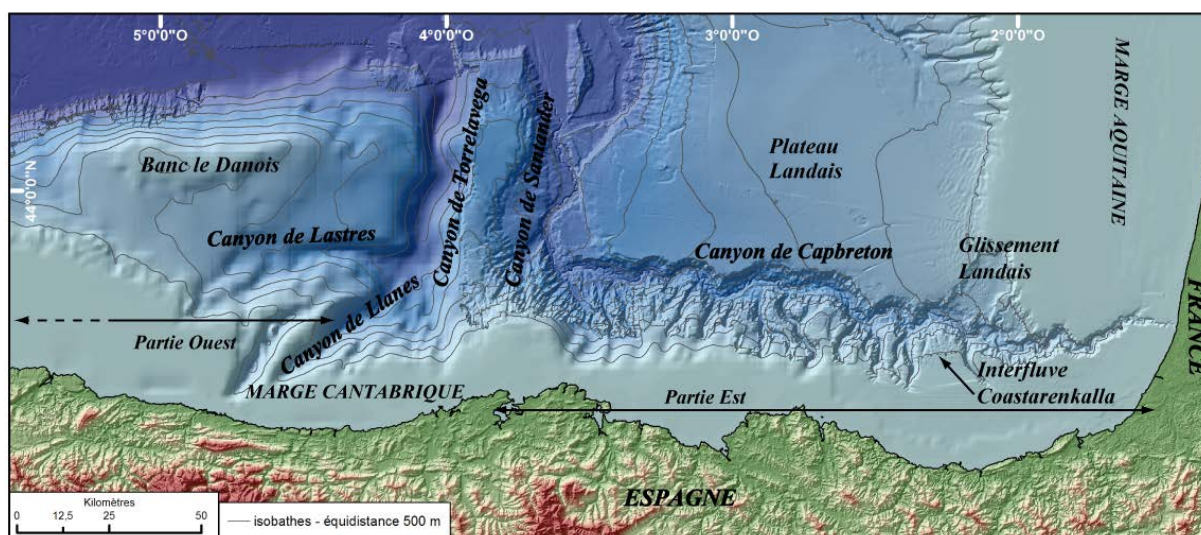 5°0'0"O
4°0'0"O
3°0'0"O
2°0'0"O
44°0'0"N
Banc le Danois
Canyon de Torrelavega
Canyon de Santander
Plateau
Landais
MARGE AQUITAINE
Canyon de Lastres
Canyon de Capbreton
Glissement
Landais
Canyon de Llanes
Partie Ouest
FRANCE
MARGE CANTABRIQUE
Interfluve
Coastarenkalla
Partie Est
ESPAGNE
Kilomètres
0 12,5 25 50
isobathes - équidistance 500 m